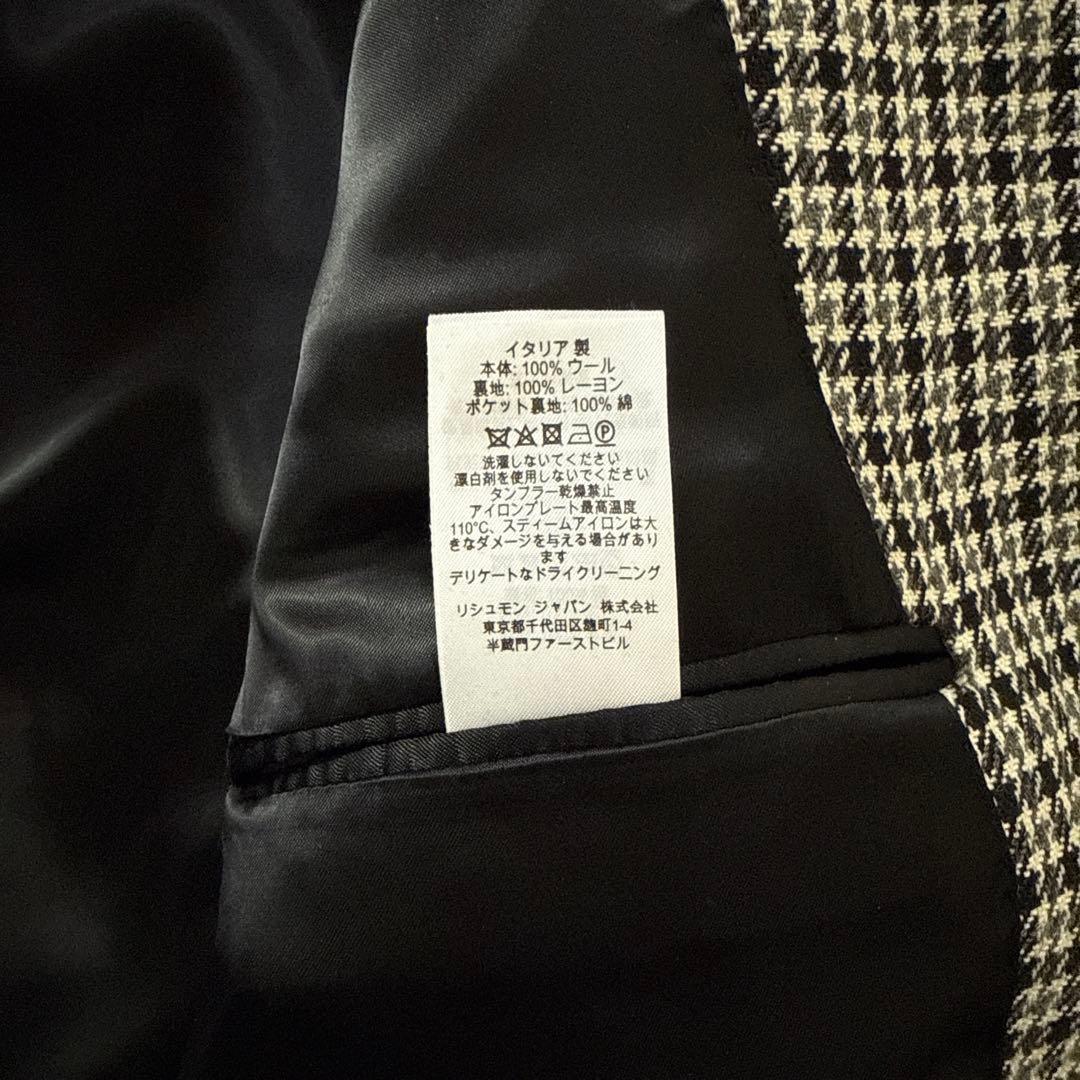 イタリア 製
本体: 100% ウール
裏地: 100% レーヨン
ポケット裏地: 100% 綿
洗濯しないてください
漂白剤を使用しないでください
タンフラー乾燥禁止
アイロンプレート最高温度
110°C、スティームアイロンは大
きなダメージを与える場合があり
ます
デリケートなドライクリーニング
リシュモン ジャパン 株式会社
東京都千代田区麹町1-4
半蔵門ファーストビル